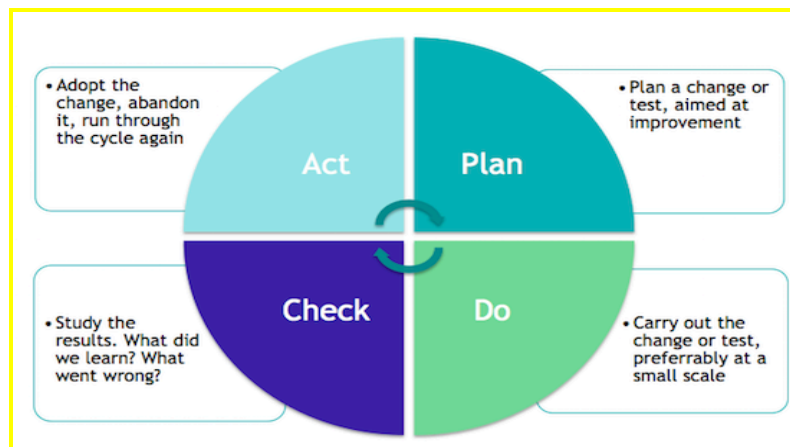 • Adopt the
change, abandon
it, run through
the cycle again
Act
Plan
• Plan a change or
test, aimed at
improvement
• Study the
results. What did
we learn? What
went wrong?
Check
Do
• Carry out the
change or test,
preferrably at a
small scale